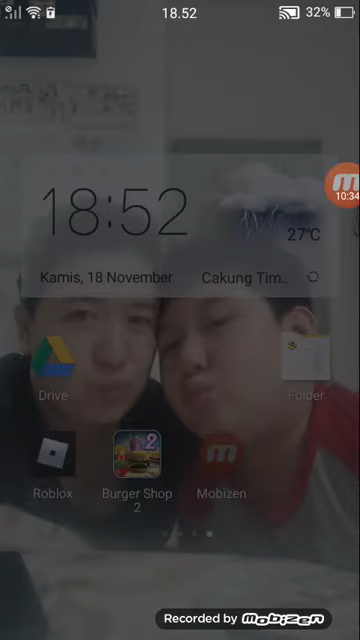 18.52
32%
10:34
18:52
27°C
Kamis, 18 November
Cakung Tim..
Drive
Folder
2
Roblox
Burger Shop
2
Mobizen
Recorded by mobizen